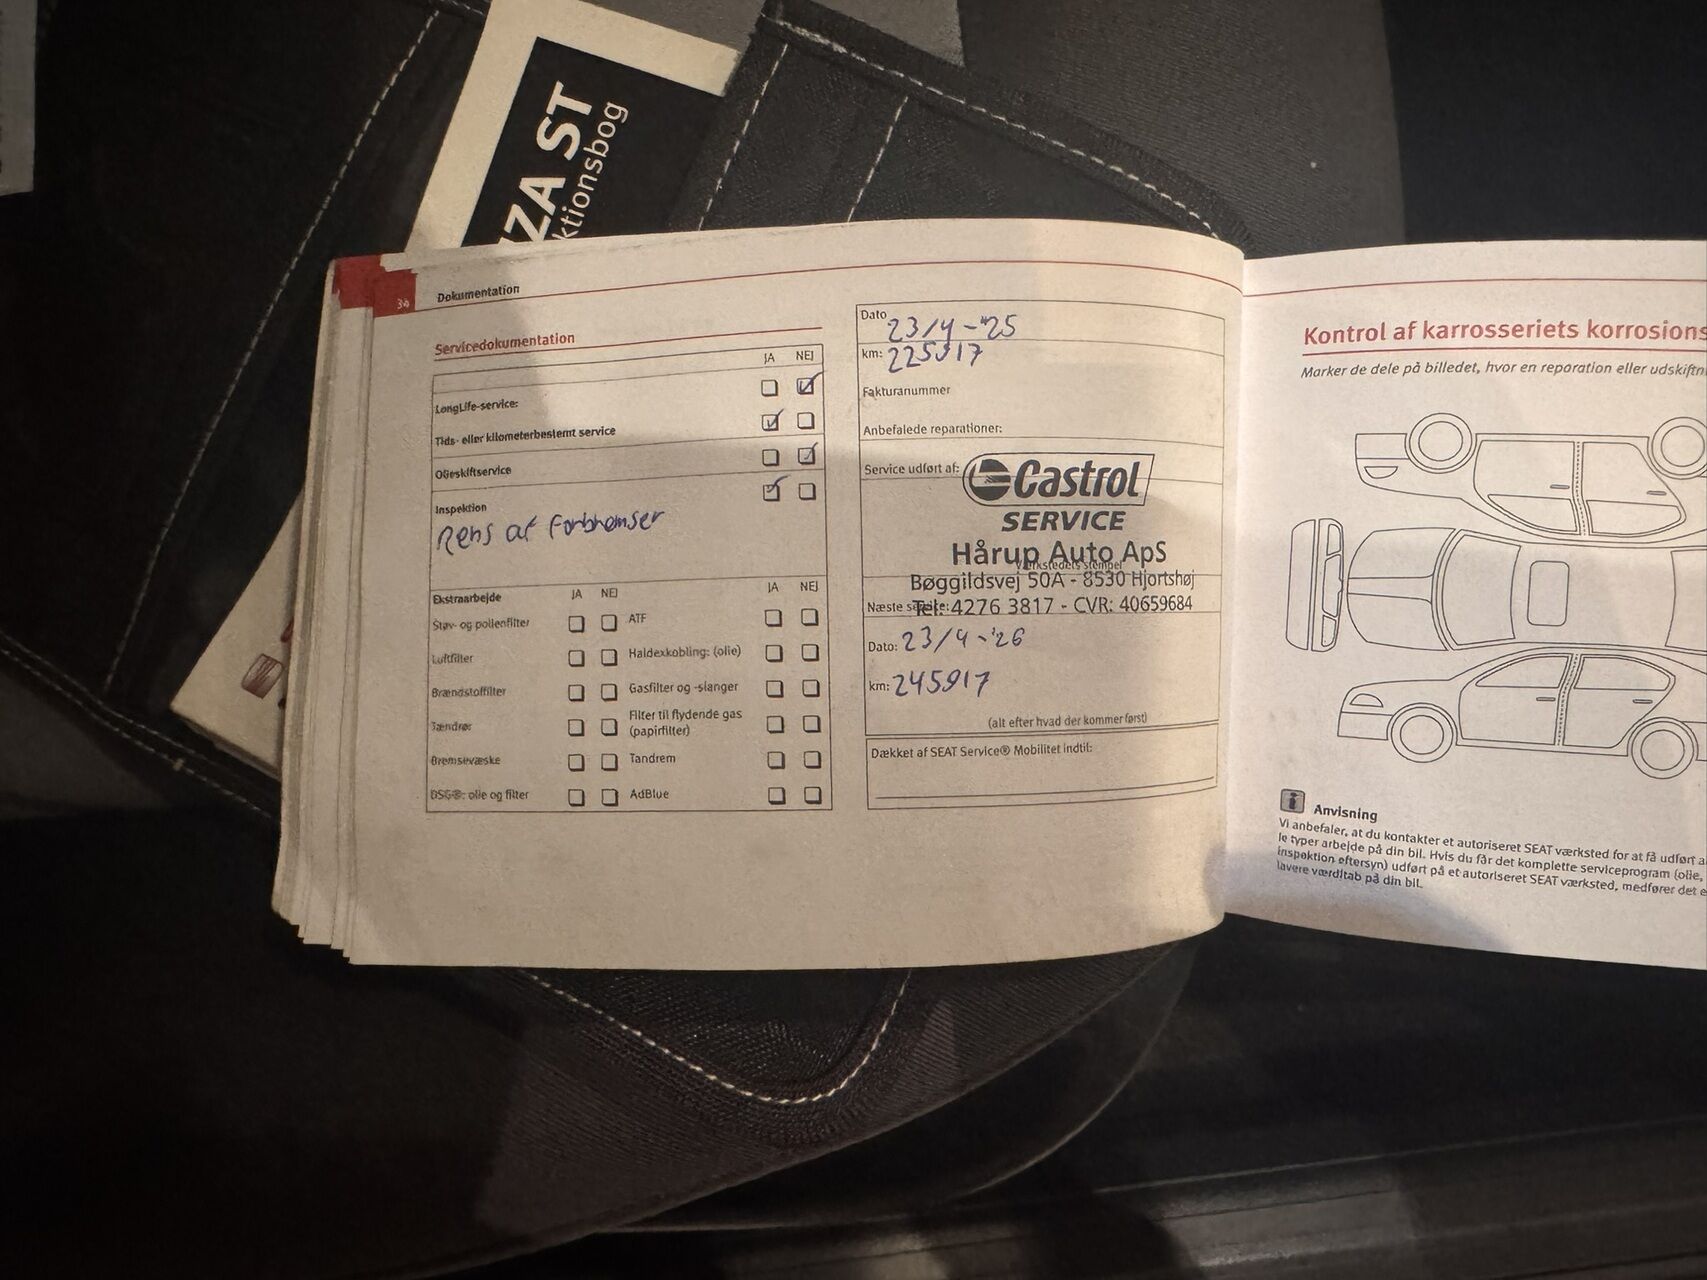 ZA ST
ktionsbog
34
Dokumentation
Servicedokumentation
JA NEJ
LongLife-service:
Tids- eller kilometerbestemt service
Olieskiftservice
Inspektion
Rens af forbremser
Ekstraarbejde JA NEJ JA NEJ
Støv- og pollenfilter ATF
Luftfilter Haldexkobling: (olie)
Brændstoffilter Gasfilter og -slanger
Tændrør Filter til flydende gas
(papirfilter)
Bremsevæske Tandrem
DSG®: olie og filter AdBlue
Dato 23/4-'25
km: 225917
Fakturanummer
Anbefalede reparationer:
Service udført af:
Castrol
SERVICE
Hårup Auto ApS
Værkstedets stempel
Bøggildsvej 50A - 8530 Hjortshøj
Tel: 4276 3817 - CVR: 40659684
Næste service:
Dato: 23/4-'26
km: 245917
(alt efter hvad der kommer først)
Dækket af SEAT Service® Mobilitet indtil:
Kontrol af karrosseriets korrosions
Marker de dele på billedet, hvor en reparation eller udskiftni
i Anvisning
Vi anbefaler, at du kontakter et autoriseret SEAT værksted for at få udført a
le typer arbejde på din bil. Hvis du får det komplette serviceprogram (olie,
inspektion eftersyn) udført på et autoriseret SEAT værksted, medfører det e
lavere værditab på din bil.